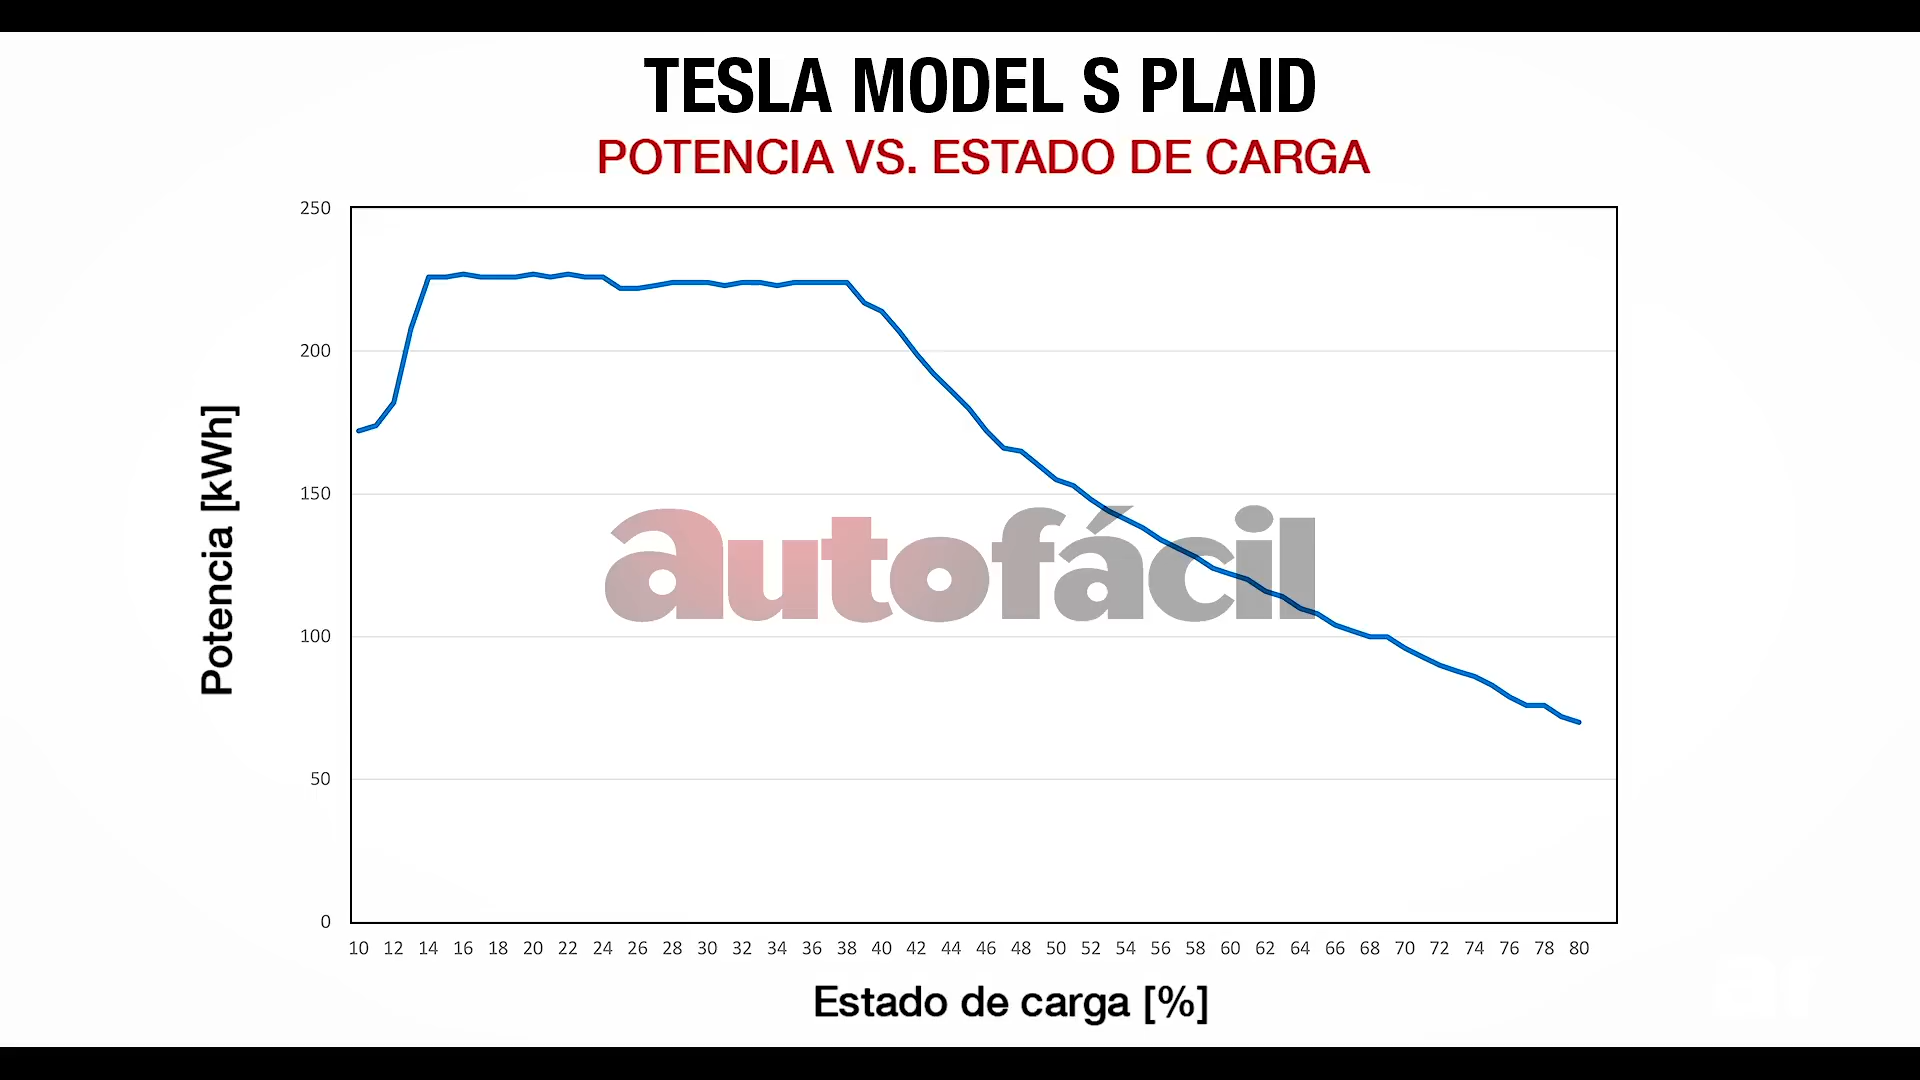 TESLA MODEL S PLAID
POTENCIA VS. ESTADO DE CARGA
250
200
150
100
50
0
Potencia [kWh]
autofácil
10 12 14 16 18 20 22 24 26 28 30 32 34 36 38 40 42 44 46 48 50 52 54 56 58 60 62 64 66 68 70 72 74 76 78 80
Estado de carga [%]